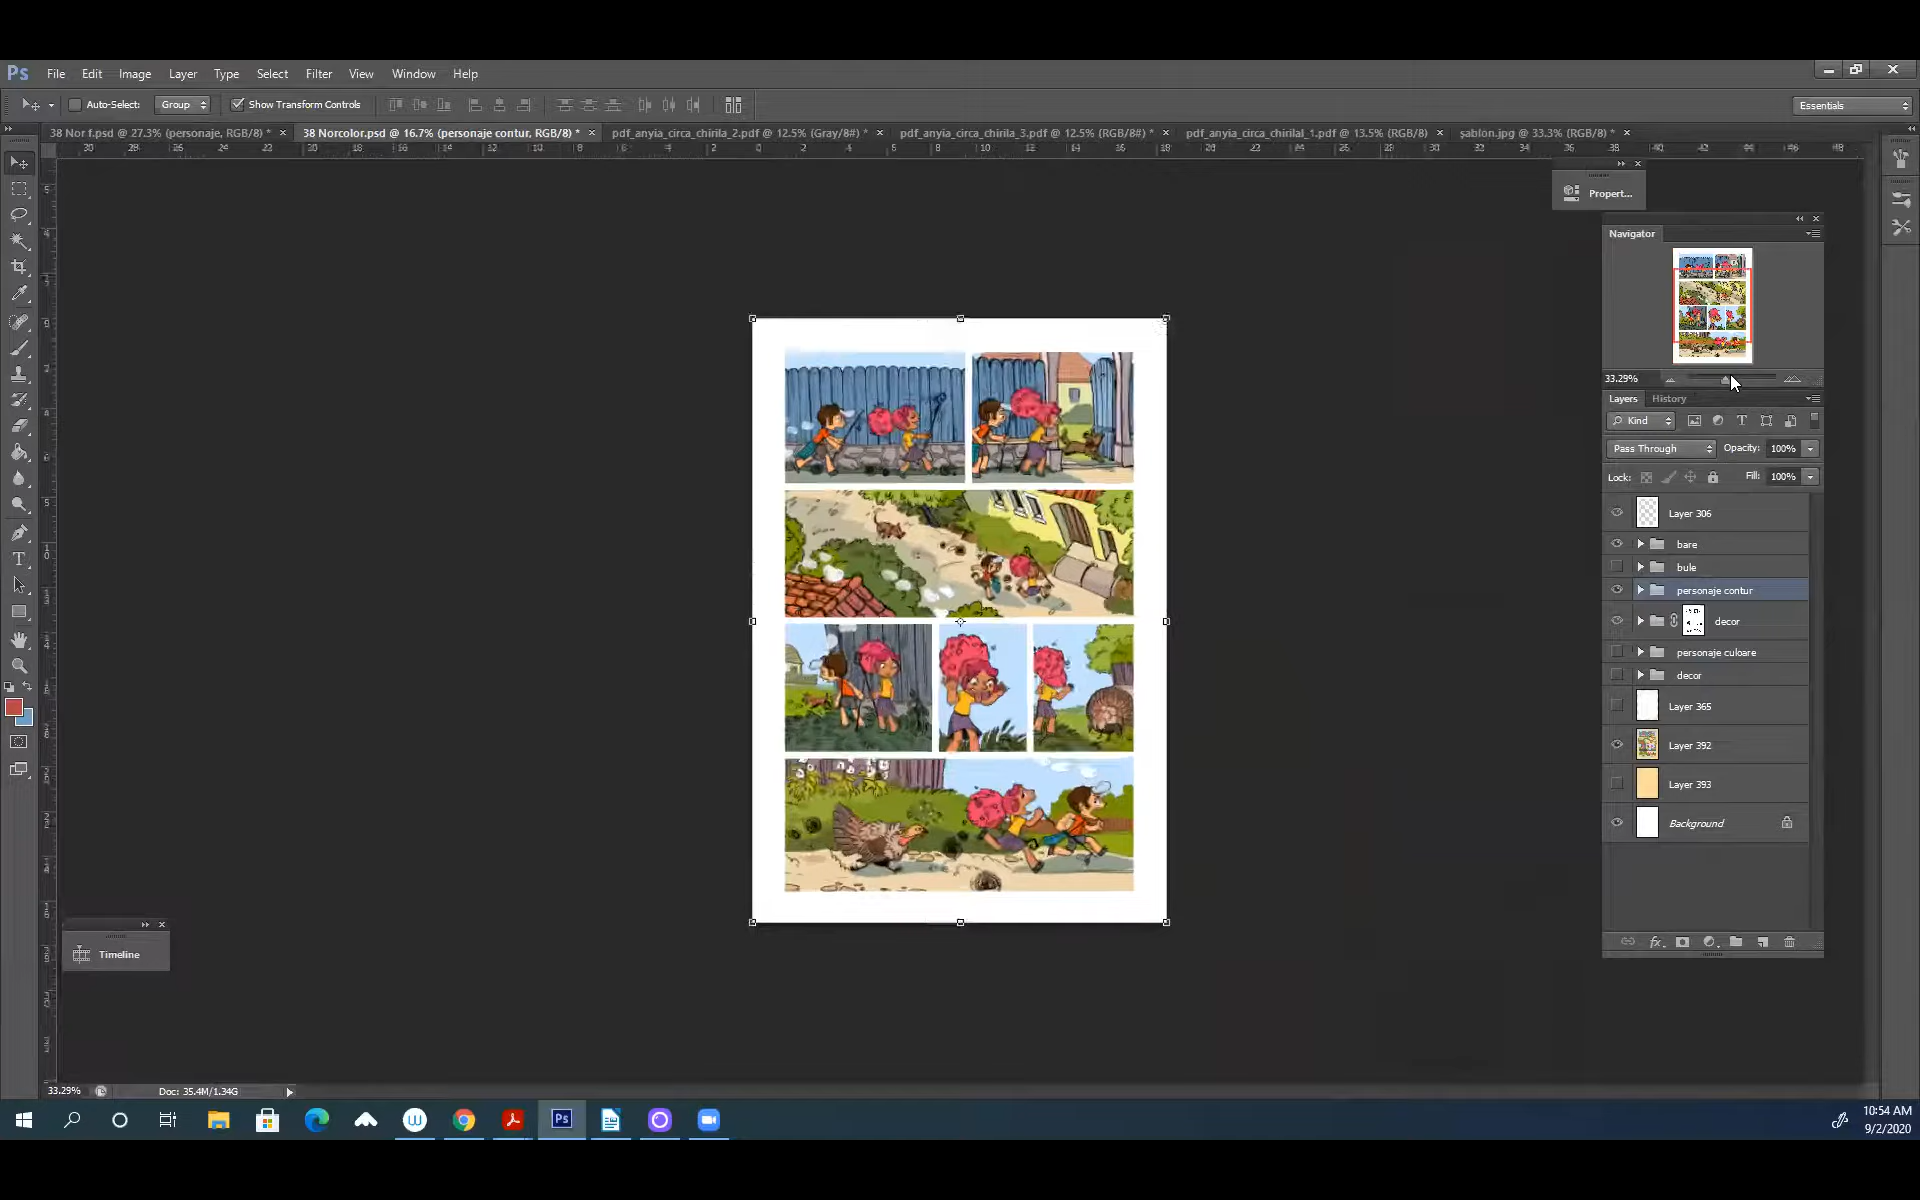 Ps File Edit Image Layer Type Select Filter View Window Help
Auto-Select: Group Show Transform Controls Essentials
38 Nor f.psd @ 27.3% (personaje, RGB/8) * 38 Norcolor.psd @ 16.7% (personaje contur, RGB/8) * pdf_anyia_circa_chirila_2.pdf @ 12.5% (Gray/8#) * pdf_anyia_circa_chirila_3.pdf @ 12.5% (RGB/8#) * pdf_anyia_circa_chirilal_1.pdf @ 13.5% (RGB/8) șablon.jpg @ 33.3% (RGB/8) *
Propert...
Navigator
33.29%
Layers History
Kind
Pass Through Opacity: 100%
Lock: Fill: 100%
Layer 306
bare
bule
personaje contur
decor
personaje culoare
decor
Layer 365
Layer 392
Layer 393
Background
fx
Timeline
33.29% Doc: 35.4M/1.34G
Ps
10:54 AM
9/2/2020